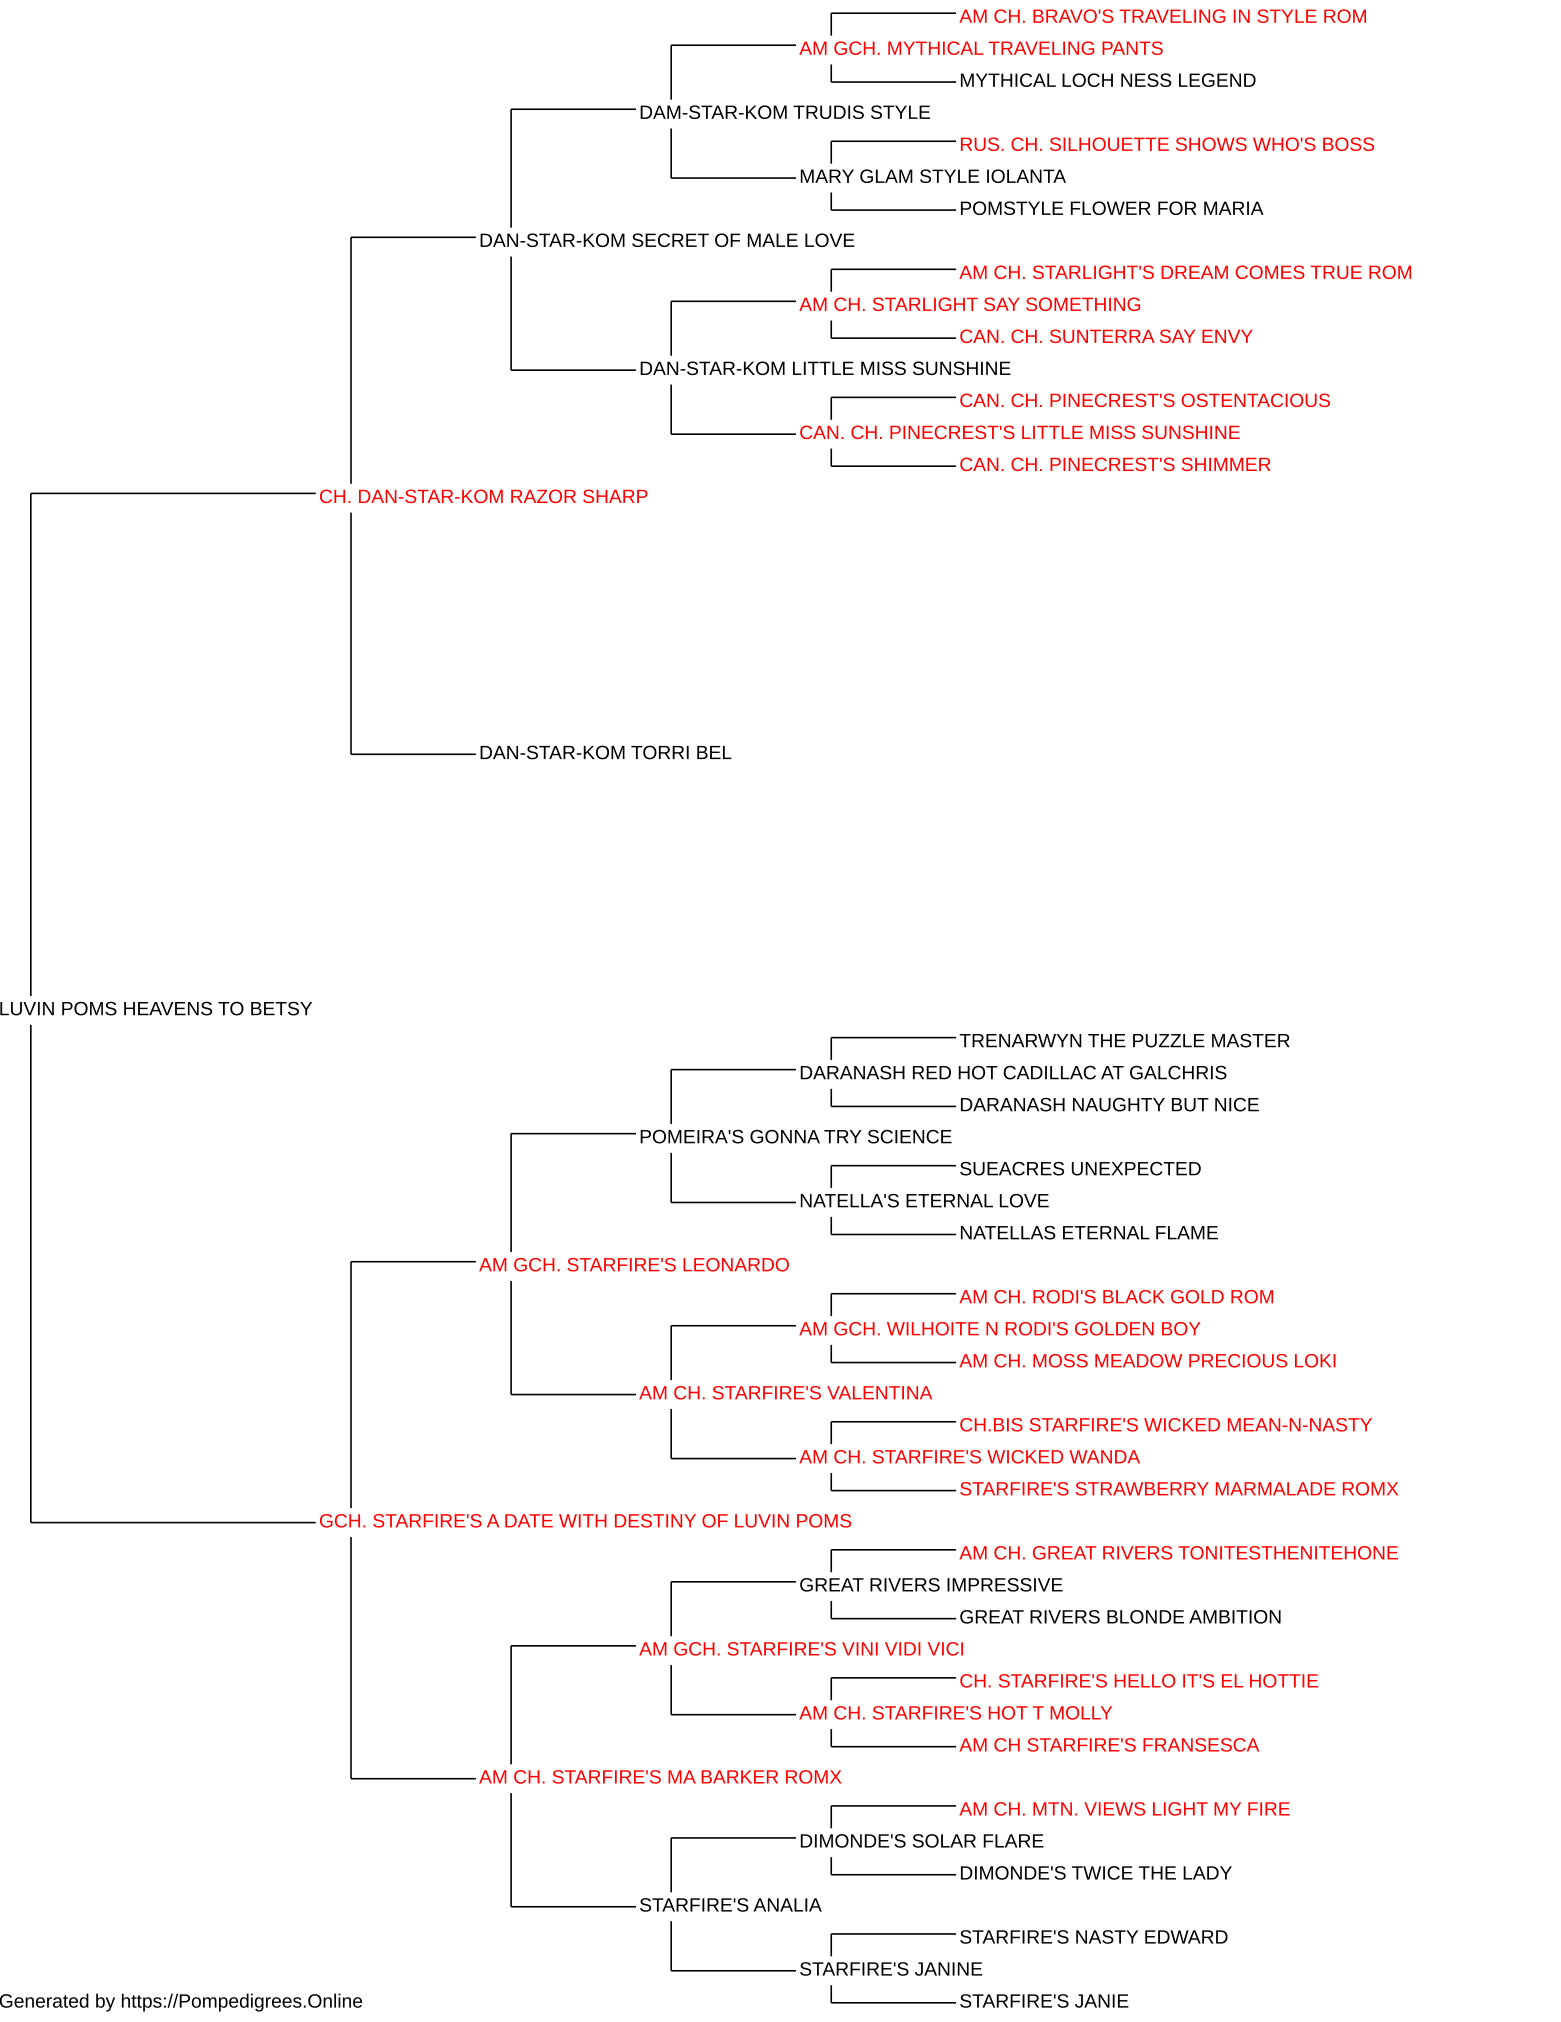 AM CH. BRAVO'S TRAVELING IN STYLE ROM
AM GCH. MYTHICAL TRAVELING PANTS
MYTHICAL LOCH NESS LEGEND
DAM-STAR-KOM TRUDIS STYLE
RUS. CH. SILHOUETTE SHOWS WHO'S BOSS
MARY GLAM STYLE IOLANTA
POMSTYLE FLOWER FOR MARIA
DAN-STAR-KOM SECRET OF MALE LOVE
AM CH. STARLIGHT'S DREAM COMES TRUE ROM
AM CH. STARLIGHT SAY SOMETHING
CAN. CH. SUNTERRA SAY ENVY
DAN-STAR-KOM LITTLE MISS SUNSHINE
CAN. CH. PINECREST'S OSTENTACIOUS
CAN. CH. PINECREST'S LITTLE MISS SUNSHINE
CAN. CH. PINECREST'S SHIMMER
CH. DAN-STAR-KOM RAZOR SHARP
DAN-STAR-KOM TORRI BEL
LUVIN POMS HEAVENS TO BETSY
TRENARWYN THE PUZZLE MASTER
DARANASH RED HOT CADILLAC AT GALCHRIS
DARANASH NAUGHTY BUT NICE
POMEIRA'S GONNA TRY SCIENCE
SUEACRES UNEXPECTED
NATELLA'S ETERNAL LOVE
NATELLAS ETERNAL FLAME
AM GCH. STARFIRE'S LEONARDO
AM CH. RODI'S BLACK GOLD ROM
AM GCH. WILHOITE N RODI'S GOLDEN BOY
AM CH. MOSS MEADOW PRECIOUS LOKI
AM CH. STARFIRE'S VALENTINA
CH.BIS STARFIRE'S WICKED MEAN-N-NASTY
AM CH. STARFIRE'S WICKED WANDA
STARFIRE'S STRAWBERRY MARMALADE ROMX
GCH. STARFIRE'S A DATE WITH DESTINY OF LUVIN POMS
AM CH. GREAT RIVERS TONITESTHENITEHONE
GREAT RIVERS IMPRESSIVE
GREAT RIVERS BLONDE AMBITION
AM GCH. STARFIRE'S VINI VIDI VICI
CH. STARFIRE'S HELLO IT'S EL HOTTIE
AM CH. STARFIRE'S HOT T MOLLY
AM CH STARFIRE'S FRANSESCA
AM CH. STARFIRE'S MA BARKER ROMX
AM CH. MTN. VIEWS LIGHT MY FIRE
DIMONDE'S SOLAR FLARE
DIMONDE'S TWICE THE LADY
STARFIRE'S ANALIA
STARFIRE'S NASTY EDWARD
STARFIRE'S JANINE
STARFIRE'S JANIE
Generated by https://Pompedigrees.Online